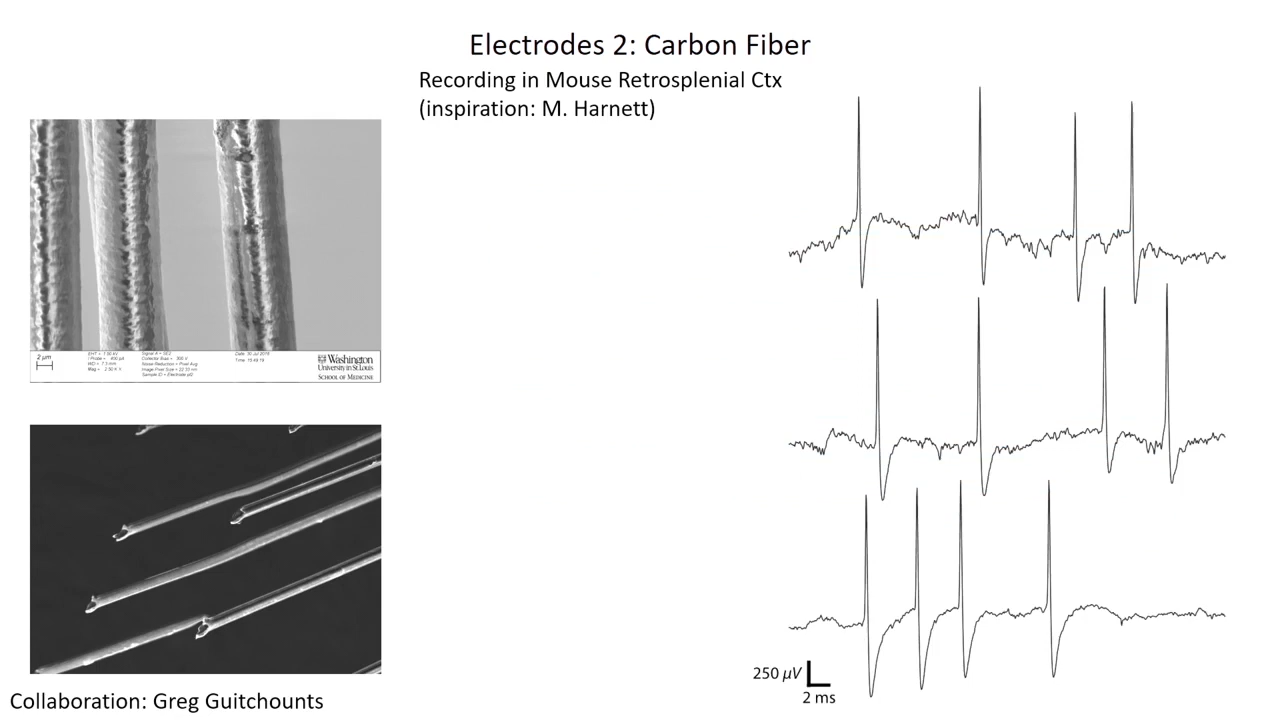 Electrodes 2: Carbon Fiber
Recording in Mouse Retrosplenial Ctx
(inspiration: M. Harnett)
2 µm
Washington
University in St. Louis
SCHOOL OF MEDICINE
250 µV
2 ms
Collaboration: Greg Guitchounts